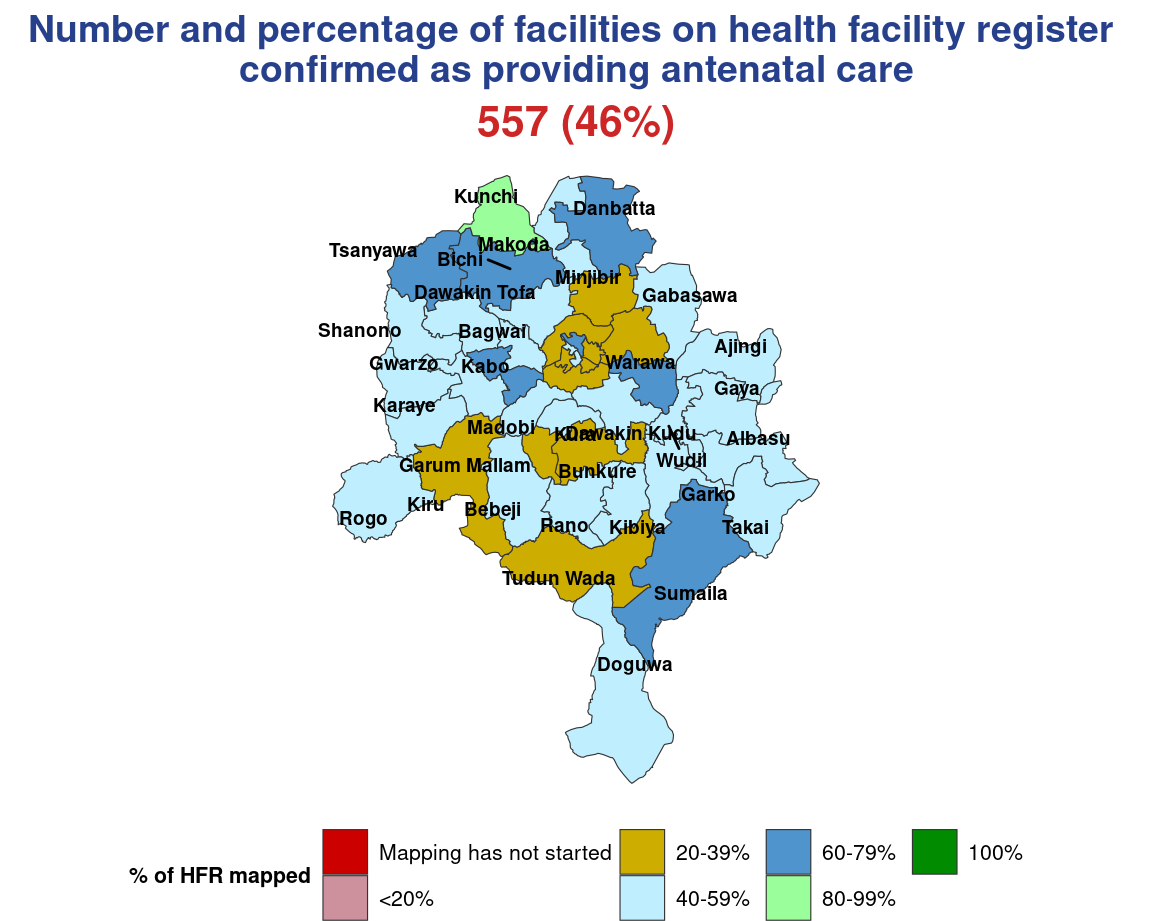 Number and percentage of facilities on health facility register
confirmed as providing antenatal care
557 (46%)
Kunchi
Danbatta
Makoda
Tsanyawa
Bichi
Minjibir
Dawakin Tofa
Gabasawa
Shanono
Bagwai
Ajingi
Gwarzo
Kabo
Warawa
Gaya
Karaye
Madobi
Kura
Dawakin Kudu
Albasu
Wudil
Garum Mallam
Bunkure
Garko
Kiru
Bebeji
Rogo
Rano
Kibiya
Takai
Tudun Wada
Sumaila
Doguwa
% of HFR mapped
Mapping has not started
<20%
20-39%
40-59%
60-79%
80-99%
100%